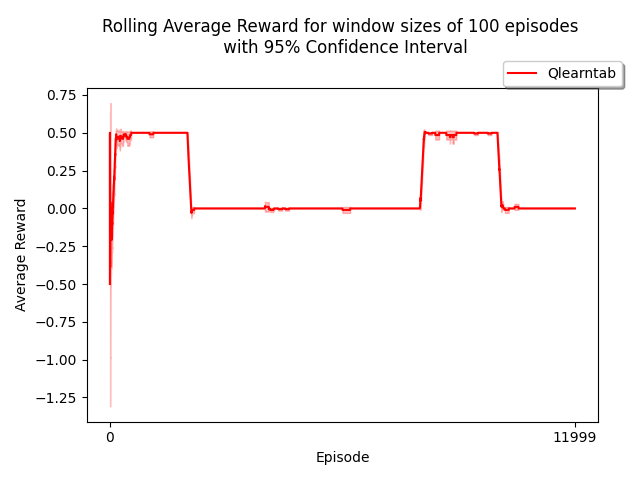 Rolling Average Reward for window sizes of 100 episodes
with 95% Confidence Interval
Qlearntab
0.75
0.50
0.25
0.00
−0.25
−0.50
−0.75
−1.00
−1.25
Average Reward
0
11999
Episode